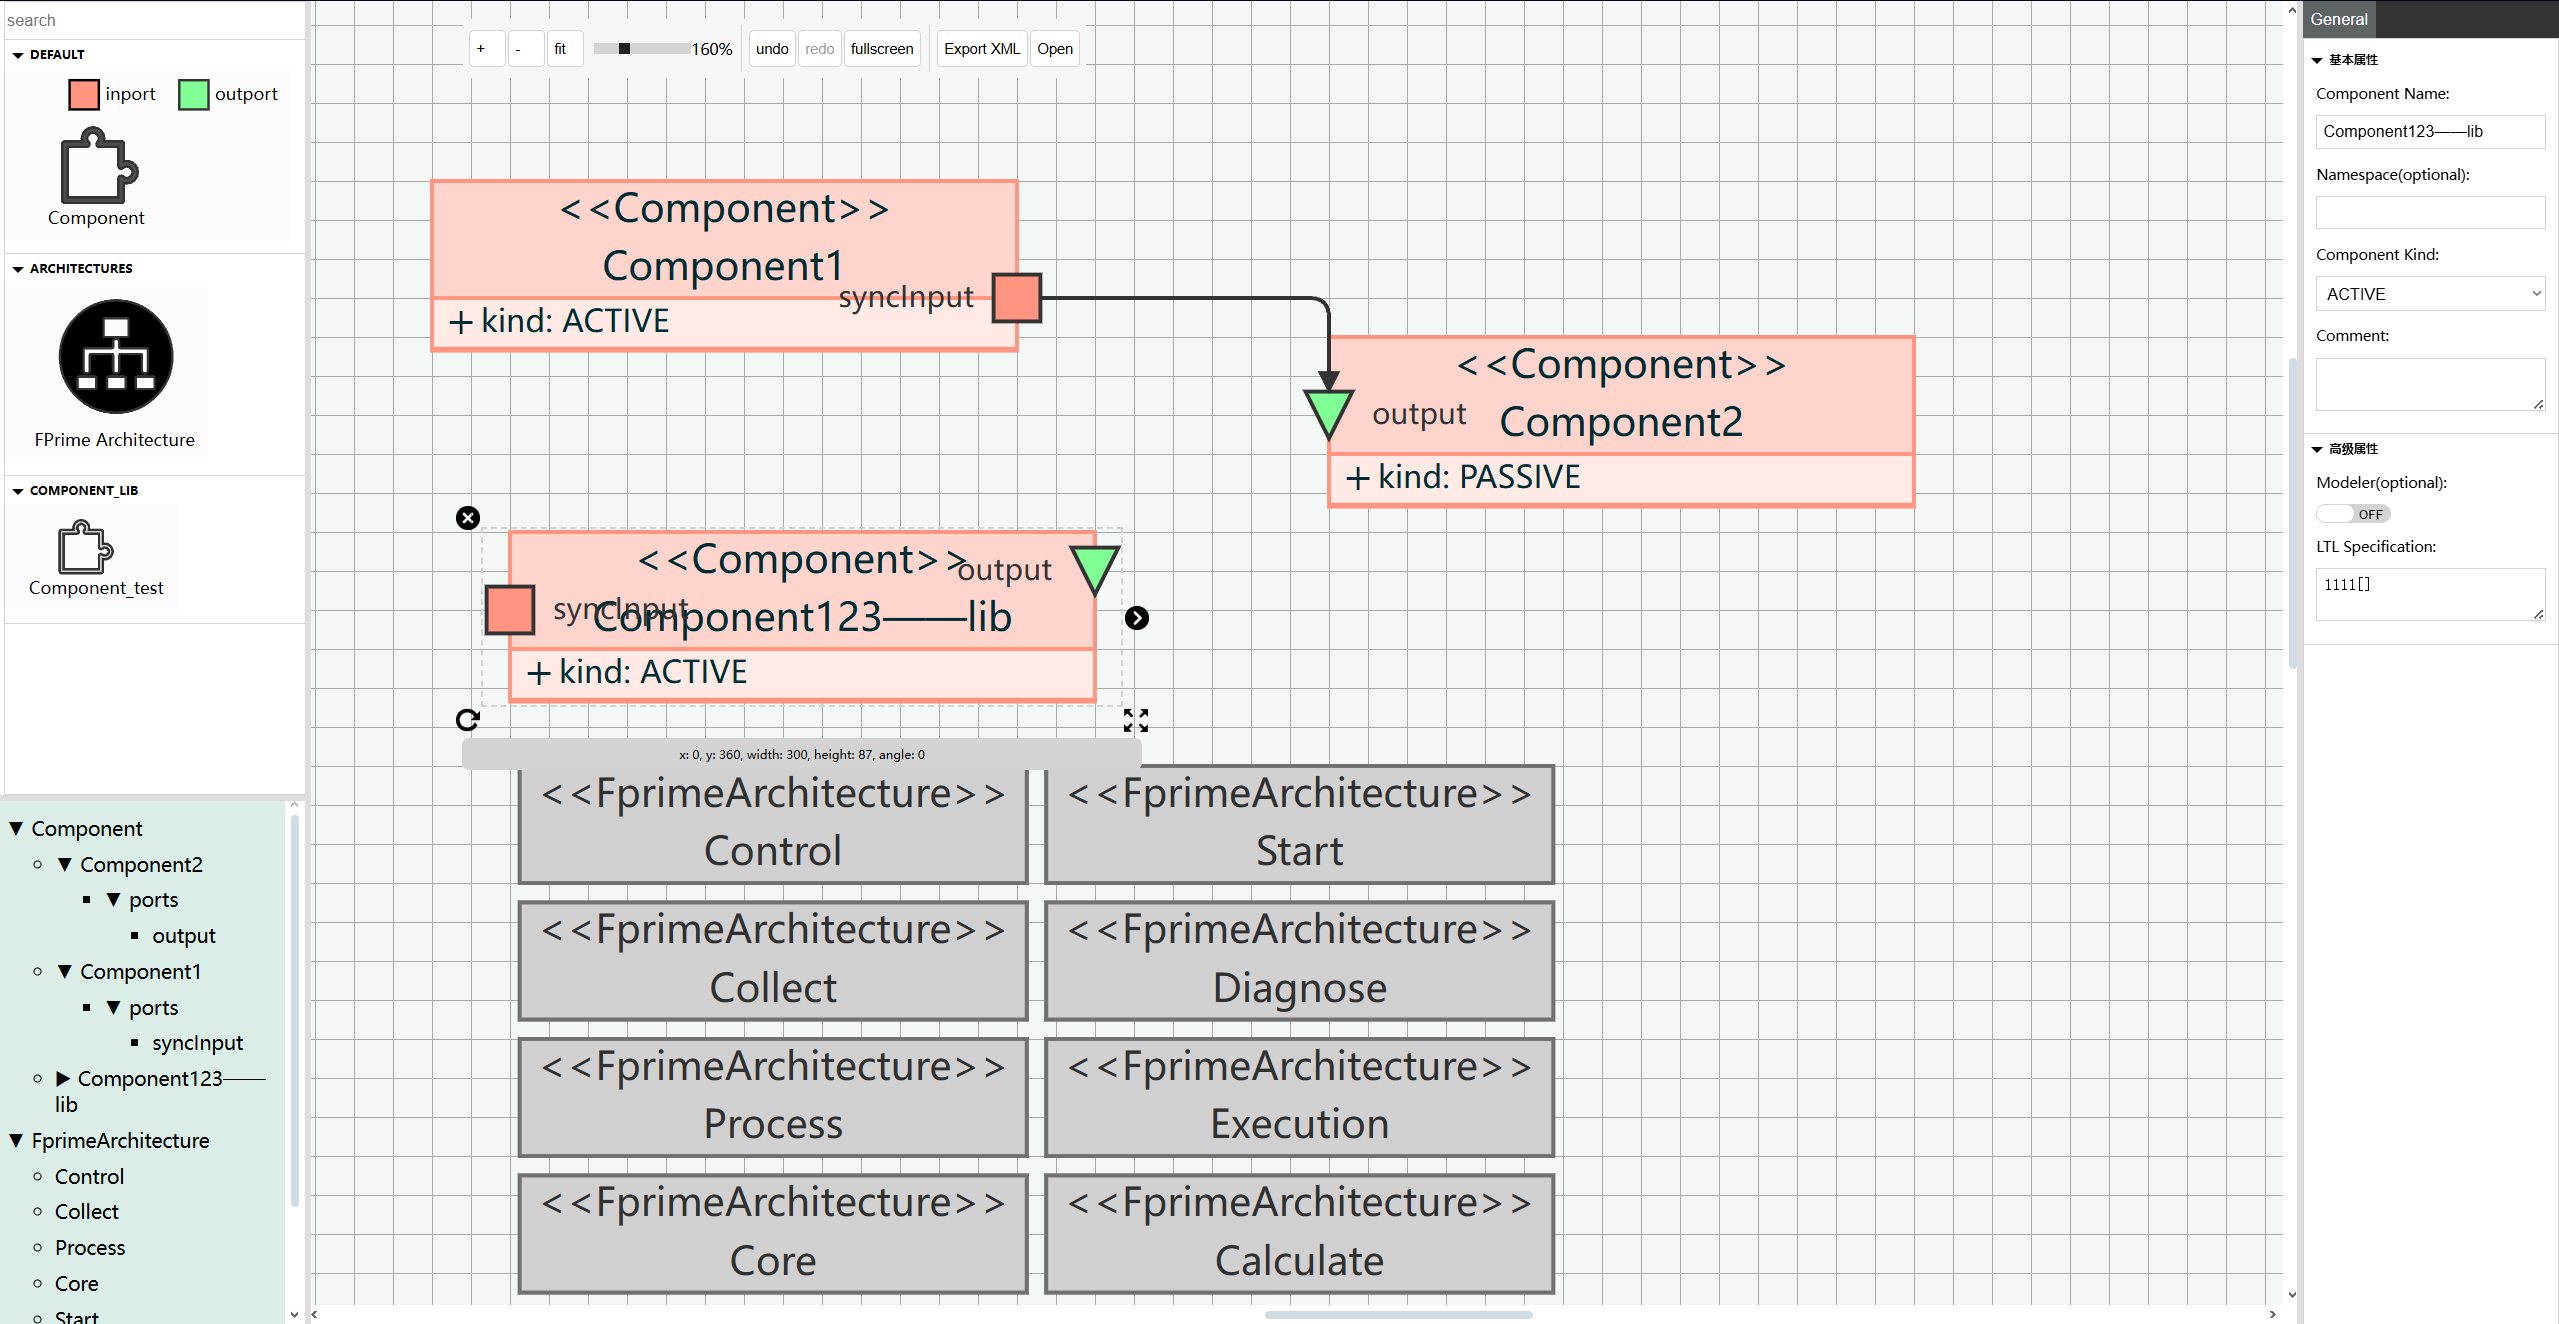 search
DEFAULT
inport
outport
Component
ARCHITECTURES
FPrime Architecture
COMPONENT_LIB
Component_test
▼ Component
▼ Component2
▼ ports
output
▼ Component1
▼ ports
syncInput
▶ Component123——
lib
▼ FprimeArchitecture
Control
Collect
Process
Core
Start
+ - fit 160% undo redo fullscreen Export XML Open
<<Component>>
Component1
syncInput
+ kind: ACTIVE
<<Component>>
output
Component2
+ kind: PASSIVE
<<Component>>
output
syncInput
Component123——lib
+ kind: ACTIVE
x: 0, y: 360, width: 300, height: 87, angle: 0
<<FprimeArchitecture>>
Control
<<FprimeArchitecture>>
Start
<<FprimeArchitecture>>
Collect
<<FprimeArchitecture>>
Diagnose
<<FprimeArchitecture>>
Process
<<FprimeArchitecture>>
Execution
<<FprimeArchitecture>>
Core
<<FprimeArchitecture>>
Calculate
General
基本属性
Component Name:
Component123——lib
Namespace(optional):
Component Kind:
ACTIVE
Comment:
高级属性
Modeler(optional):
OFF
LTL Specification:
1111[]